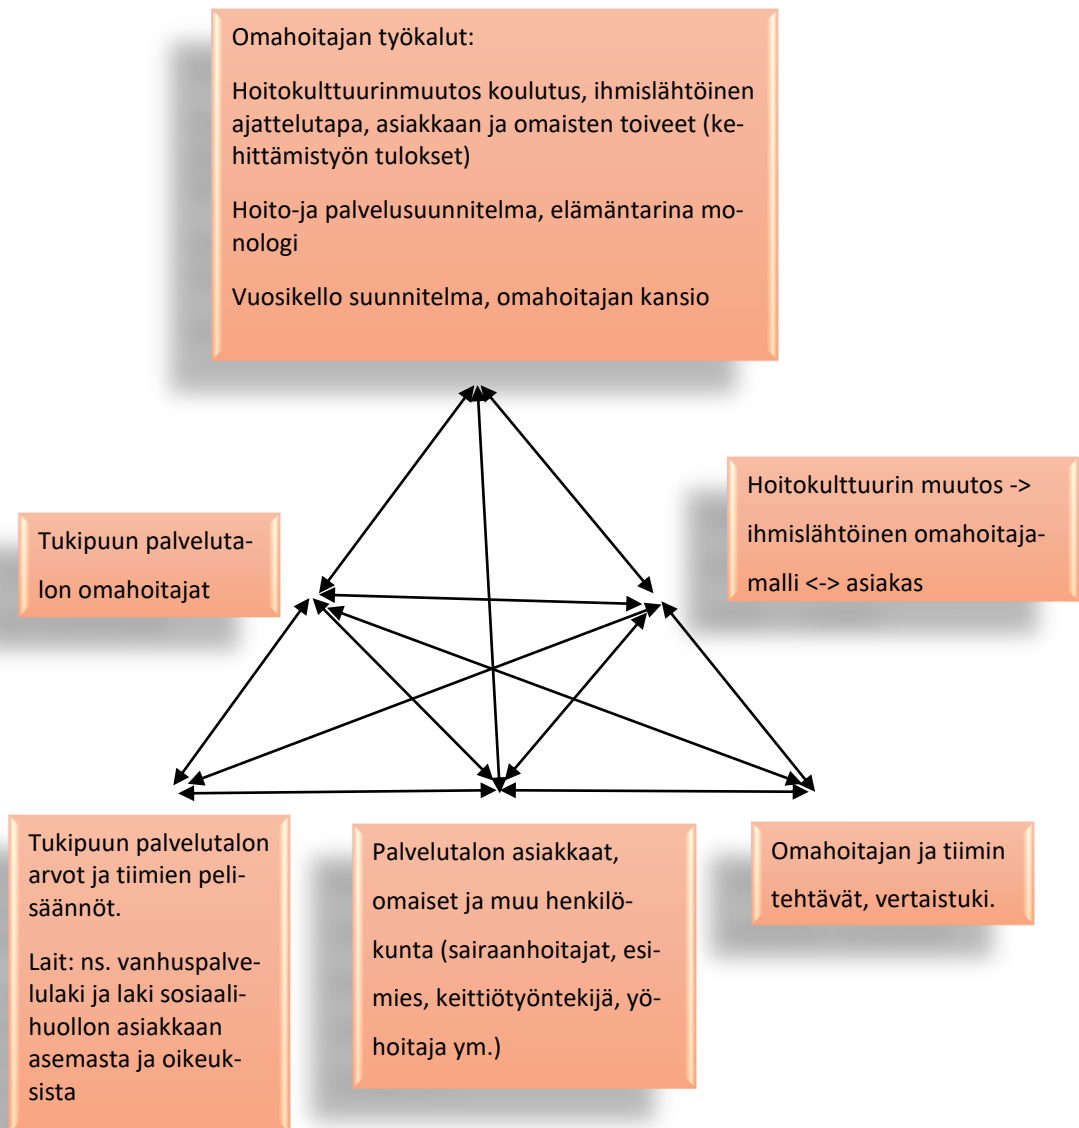 Omahoitajan työkalut:
Hoitokulttuurinmuutos koulutus, ihmislähtöinen
ajattelutapa, asiakkaan ja omaisten toiveet (ke-
hittämistyön tulokset)
Hoito-ja palvelusuunnitelma, elämäntarina mo-
nologi
Vuosikello suunnitelma, omahoitajan kansio
Tukipuun palveluta-
lon omahoitajat
Hoitokulttuurin muutos ->
ihmislähtöinen omahoitaja-
malli <-> asiakas
Tukipuun palvelutalon
arvot ja tiimien peli-
säännöt.
Lait: ns. vanhuspalve-
lulaki ja laki sosiaali-
huollon asiakkaan
asemasta ja oikeuk-
sista
Palvelutalon asiakkaat,
omaiset ja muu henkilö-
kunta (sairaanhoitajat, esi-
mies, keittiötyöntekijä, yö-
hoitaja ym.)
Omahoitajan ja tiimin
tehtävät, vertaistuki.